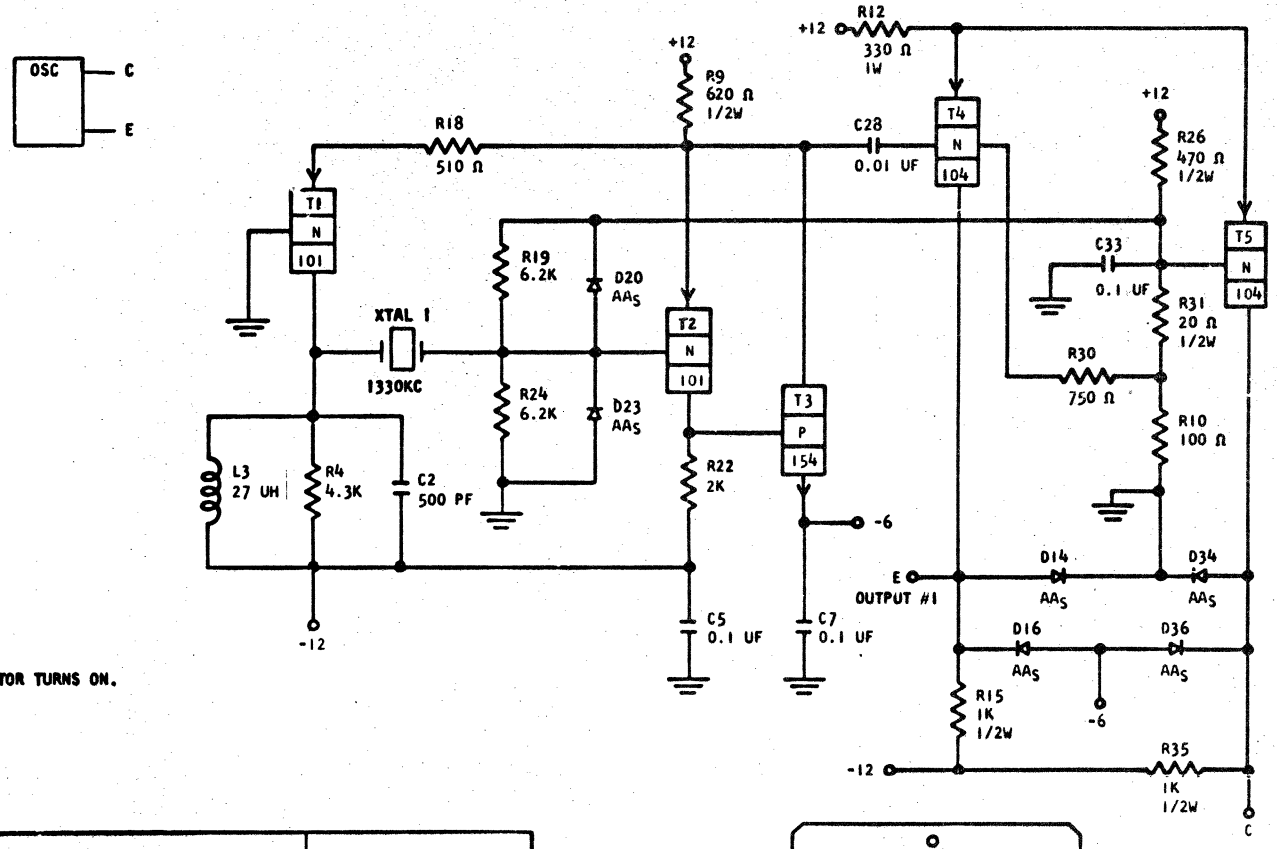 OSC
C
E
R12
+12
330 Ω
1W
+12
R9
620 Ω
1/2W
R18
510 Ω
C28
0.01 UF
T4
N
104
+12
R26
470 Ω
1/2W
T1
N
101
R19
6.2K
D20
AAS
C33
0.1 UF
T5
N
104
R31
20 Ω
1/2W
XTAL 1
1330KC
T2
N
101
R30
750 Ω
R24
6.2K
D23
AAS
T3
P
154
R10
100 Ω
L3
27 UH
R4
4.3K
C2
500 PF
R22
2K
-6
E
OUTPUT #1
D14
AAS
D34
AAS
-12
C5
0.1 UF
C7
0.1 UF
D16
AAS
D36
AAS
-6
TOR TURNS ON.
R15
1K
1/2W
-12
R35
1K
1/2W
C